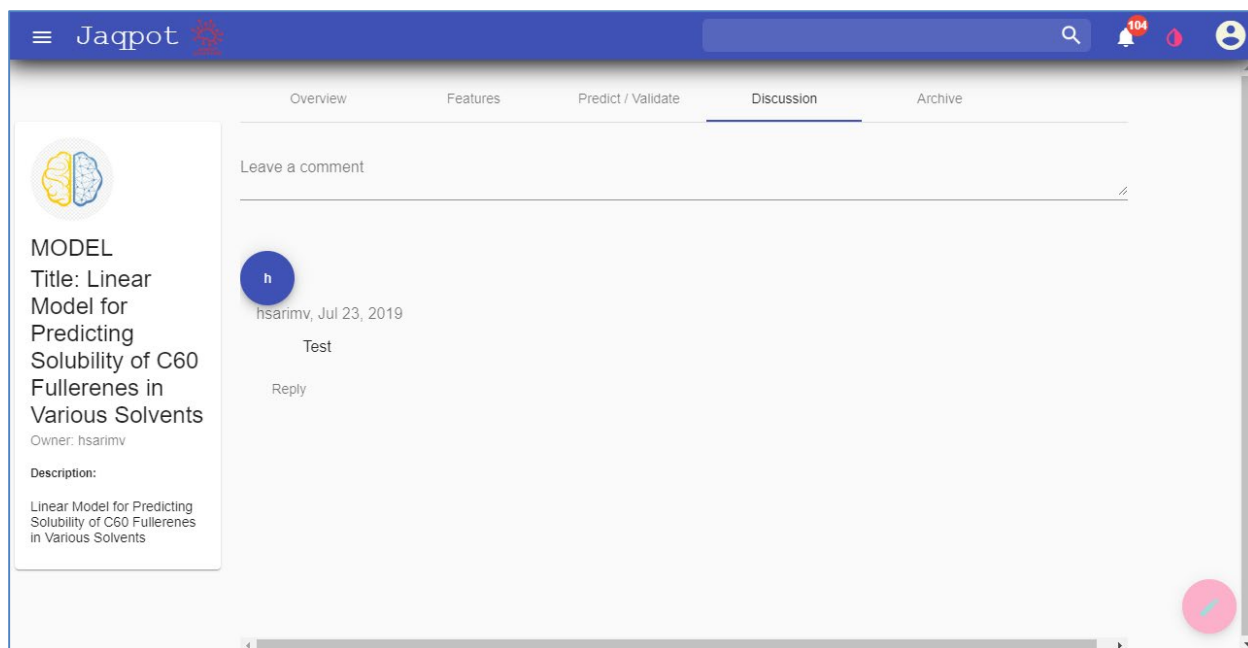 Jaqpot
104
Overview Features Predict / Validate Discussion Archive
Leave a comment
MODEL
Title: Linear
Model for
Predicting
Solubility of C60
Fullerenes in
Various Solvents
Owner: hsarimv
Description:
Linear Model for Predicting
Solubility of C60 Fullerenes
in Various Solvents
h
hsarimv, Jul 23, 2019
Test
Reply